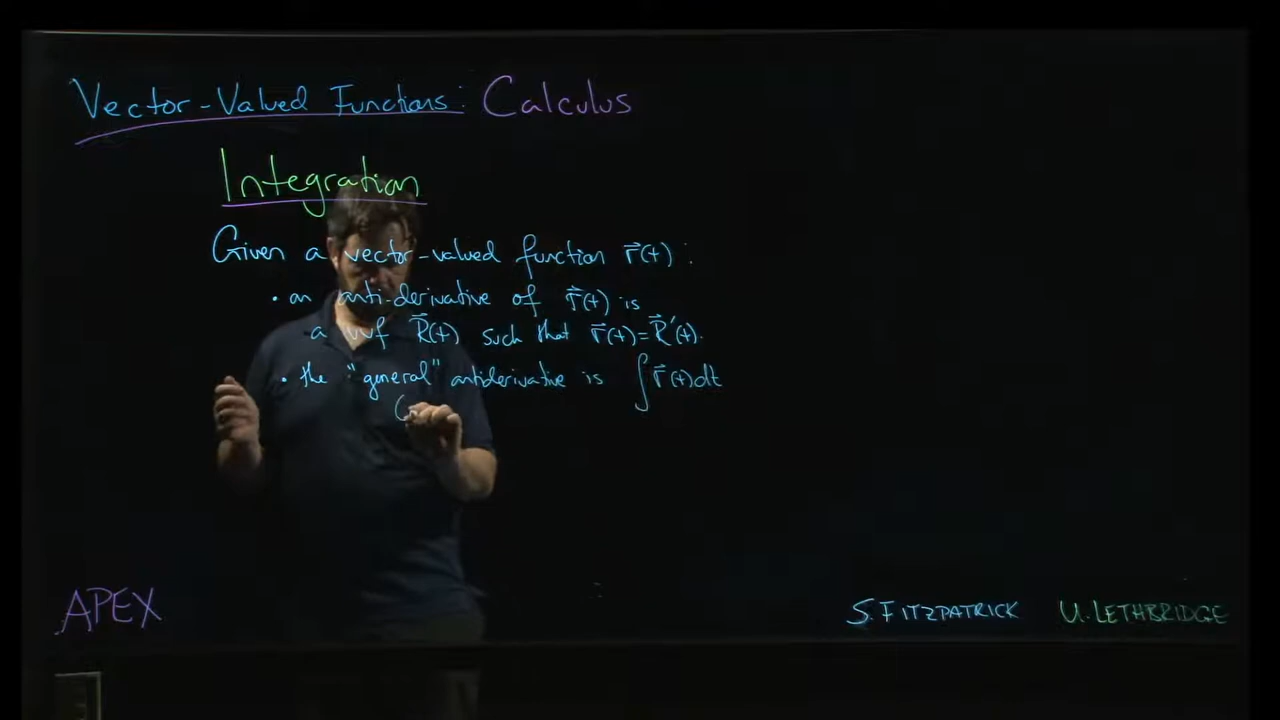 Vector-Valued Functions: Calculus
Integration
Given a vector-valued function r⃗(t):
• an anti-derivative of r⃗(t) is
a vvf R⃗(t) such that r⃗(t)=R⃗'(t).
• the "general" antiderivative is ∫r⃗(t)dt
(
APEX
S. FITZPATRICK U. LETHBRIDGE